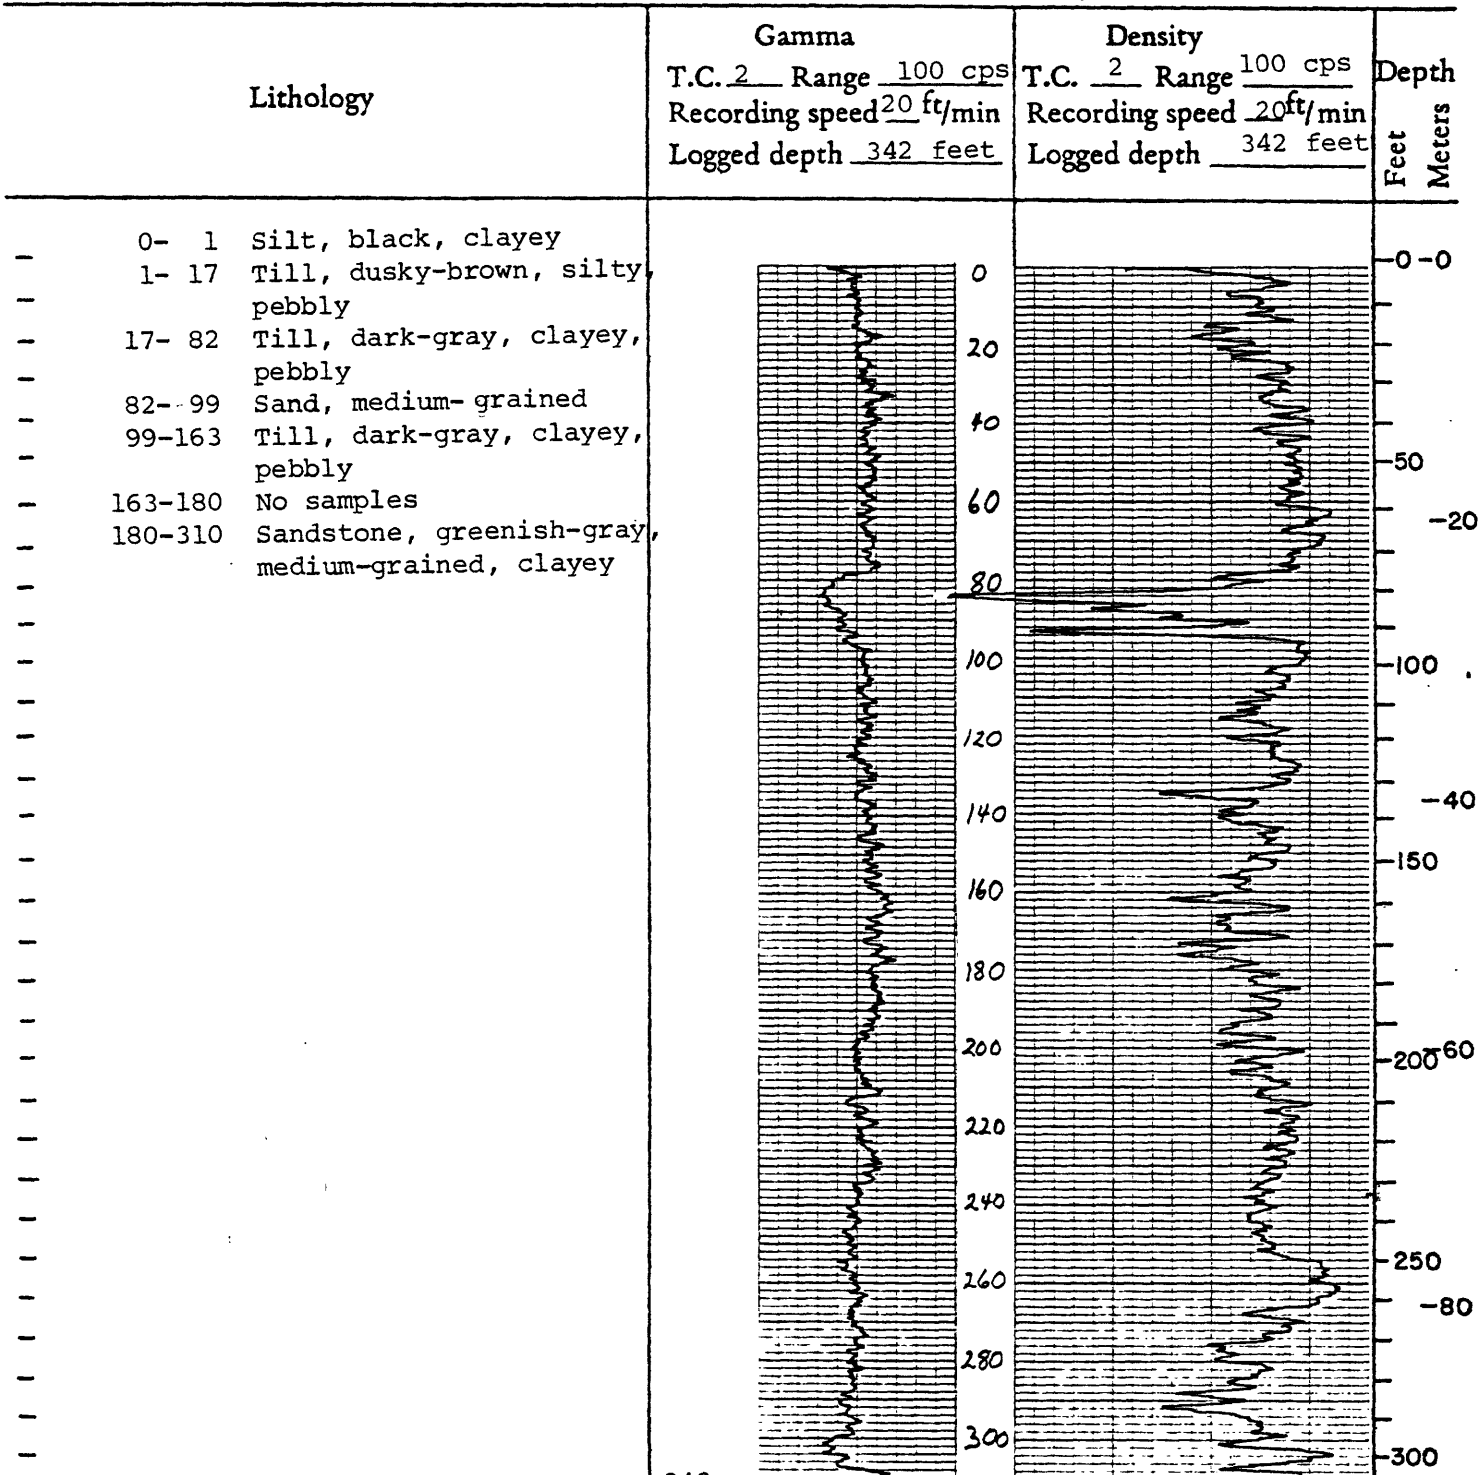 Lithology
Gamma
T.C. 2 Range 100 cps
Recording speed 20 ft/min
Logged depth 342 feet
Density
T.C. 2 Range 100 cps
Recording speed 20 ft/min
Logged depth 342 feet
Depth
Feet
Meters
0- 1 Silt, black, clayey
1- 17 Till, dusky-brown, silty,
pebbly
17- 82 Till, dark-gray, clayey,
pebbly
82- 99 Sand, medium-grained
99-163 Till, dark-gray, clayey,
pebbly
163-180 No samples
180-310 Sandstone, greenish-gray,
medium-grained, clayey
0
20
40
60
80
100
120
140
160
180
200
220
240
260
280
300
0 -0
50
-20
100
-40
150
200 -60
250
-80
300